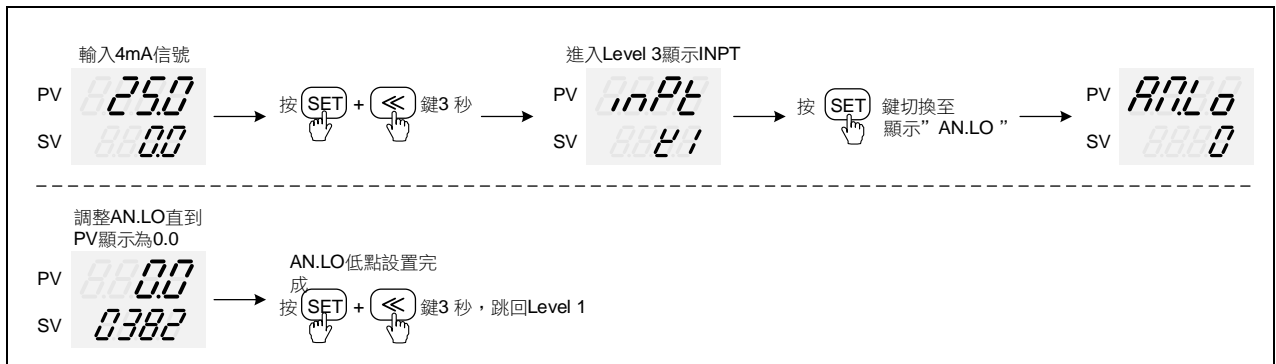 輸入4mA信號
PV 25.0
SV 0.0
按 SET + ≪ 鍵3 秒
進入Level 3顯示INPT
PV inPt
SV t1
按 SET 鍵切換至
顯示” AN.LO ”
PV AN.Lo
SV 0
調整AN.LO直到
PV顯示為0.0
PV 0.0
SV 0382
AN.LO低點設置完
成
按 SET + ≪ 鍵3 秒，跳回Level 1